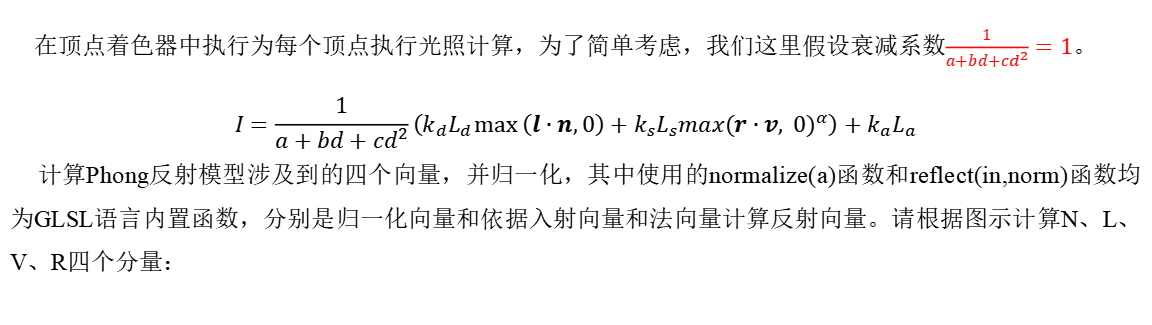 在顶点着色器中执行为每个顶点执行光照计算，为了简单考虑，我们这里假设衰减系数 1/(a+bd+cd²) = 1。
I = 1/(a + bd + cd²) (k_d L_d max (l · n, 0) + k_s L_s max(r · v, 0)^α) + k_a L_a
计算Phong反射模型涉及到的四个向量，并归一化，其中使用的normalize(a)函数和reflect(in,norm)函数均
为GLSL语言内置函数，分别是归一化向量和依据入射向量和法向量计算反射向量。请根据图示计算N、L、
V、R四个分量：